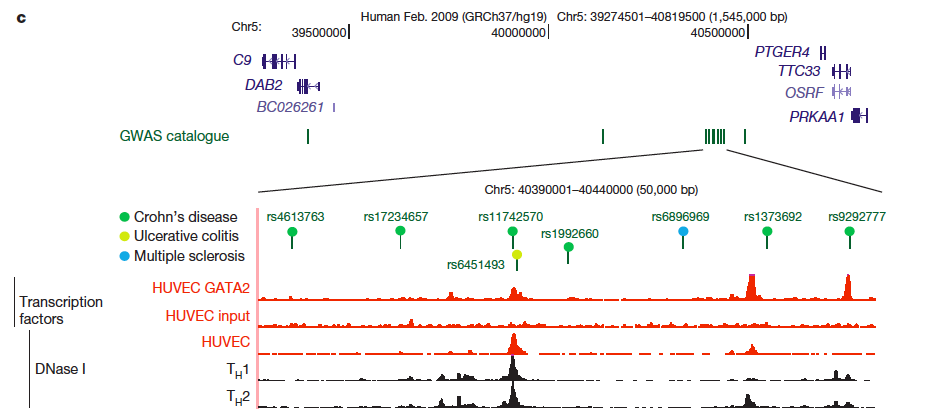 c
Human Feb. 2009 (GRCh37/hg19) Chr5: 39274501–40819500 (1,545,000 bp)
Chr5:
39500000
40000000
40500000
C9
DAB2
BC026261
PTGER4
TTC33
OSRF
PRKAA1
GWAS catalogue
Chr5: 40390001–40440000 (50,000 bp)
Crohn's disease
Ulcerative colitis
Multiple sclerosis
rs4613763
rs17234657
rs11742570
rs1992660
rs6451493
rs6896969
rs1373692
rs9292777
Transcription
factors
HUVEC GATA2
HUVEC input
DNase I
HUVEC
TH1
TH2